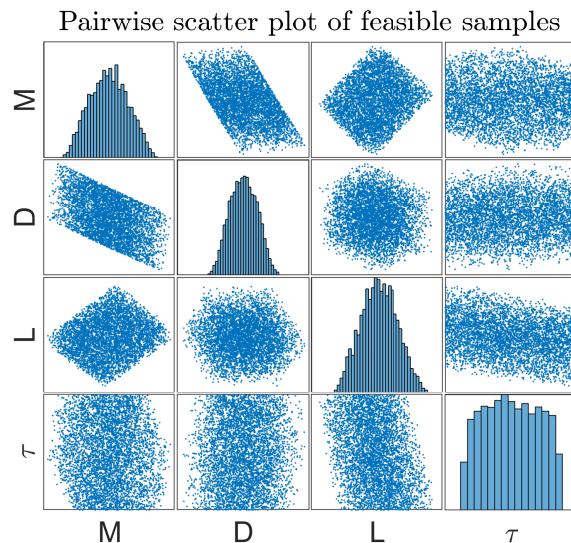 Pairwise scatter plot of feasible samples
M
D
L
τ
M D L τ